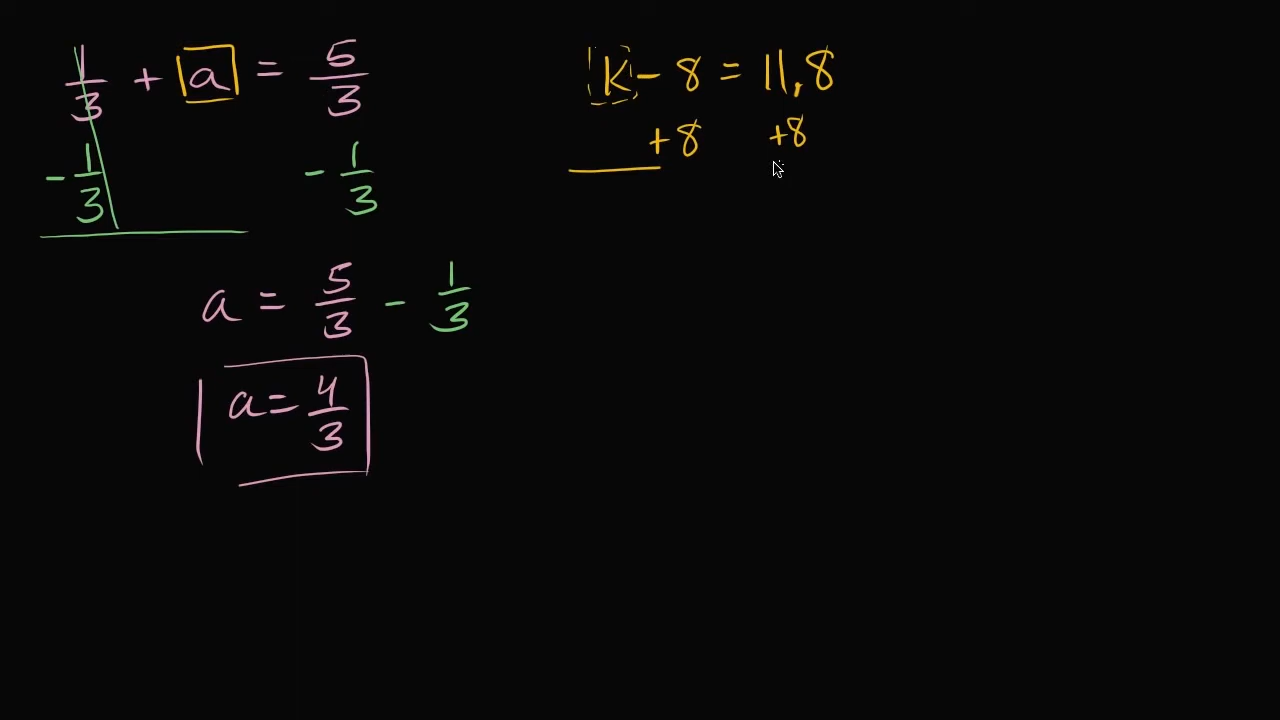 1/3 + a = 5/3
- 1/3 - 1/3
a = 5/3 - 1/3
a = 4/3
K - 8 = 11,8
+8 +8